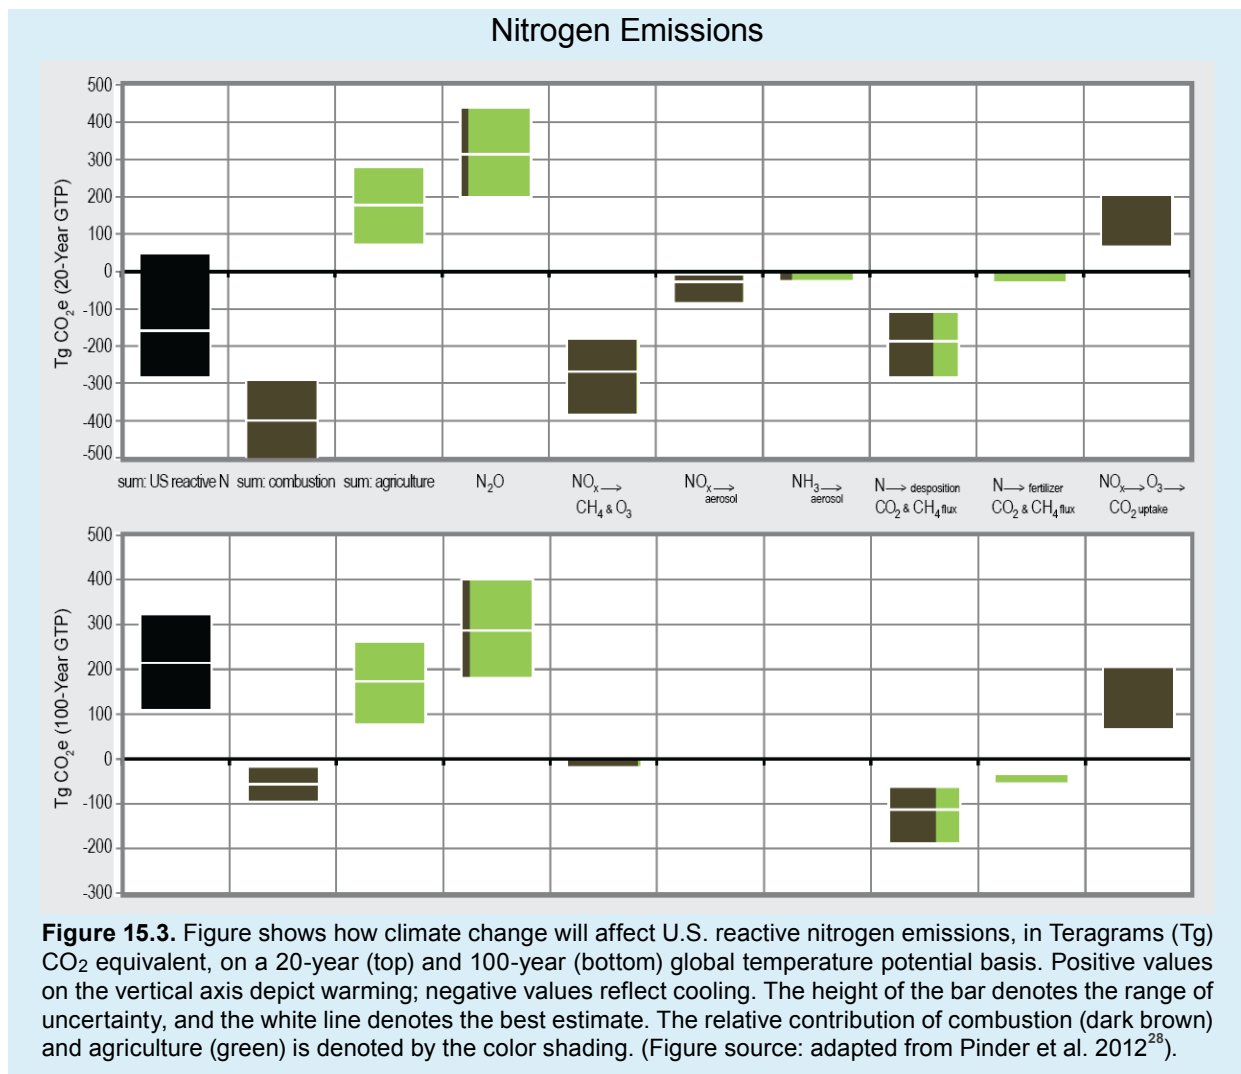 Nitrogen Emissions
Tg CO2e (20-Year GTP)
500
400
300
200
100
0
-100
-200
-300
-400
-500
sum: US reactive N sum: combustion sum: agriculture N2O NOx→ NOx→ NH3→ N→ desposition N→ fertilizer NOx→O3→
CH4 & O3 aerosol aerosol CO2 & CH4 flux CO2 & CH4 flux CO2 uptake
Tg CO2e (100-Year GTP)
500
400
300
200
100
0
-100
-200
-300
Figure 15.3. Figure shows how climate change will affect U.S. reactive nitrogen emissions, in Teragrams (Tg)
CO2 equivalent, on a 20-year (top) and 100-year (bottom) global temperature potential basis. Positive values
on the vertical axis depict warming; negative values reflect cooling. The height of the bar denotes the range of
uncertainty, and the white line denotes the best estimate. The relative contribution of combustion (dark brown)
and agriculture (green) is denoted by the color shading. (Figure source: adapted from Pinder et al. 2012²⁸).